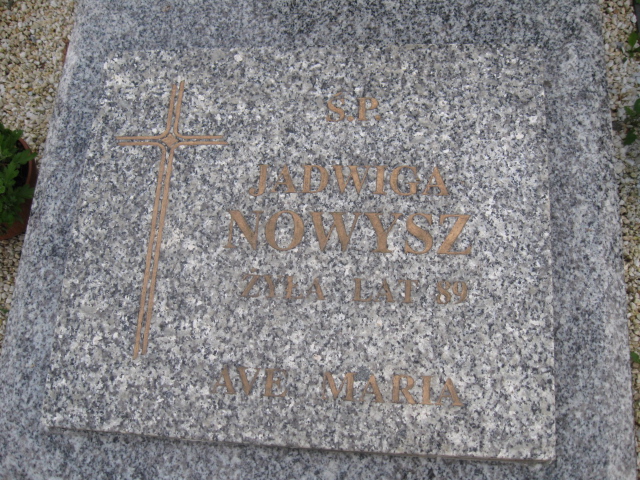 Ś.P.
JADWIGA
NOWYSZ
ŻYŁA LAT 89
AVE MARIA